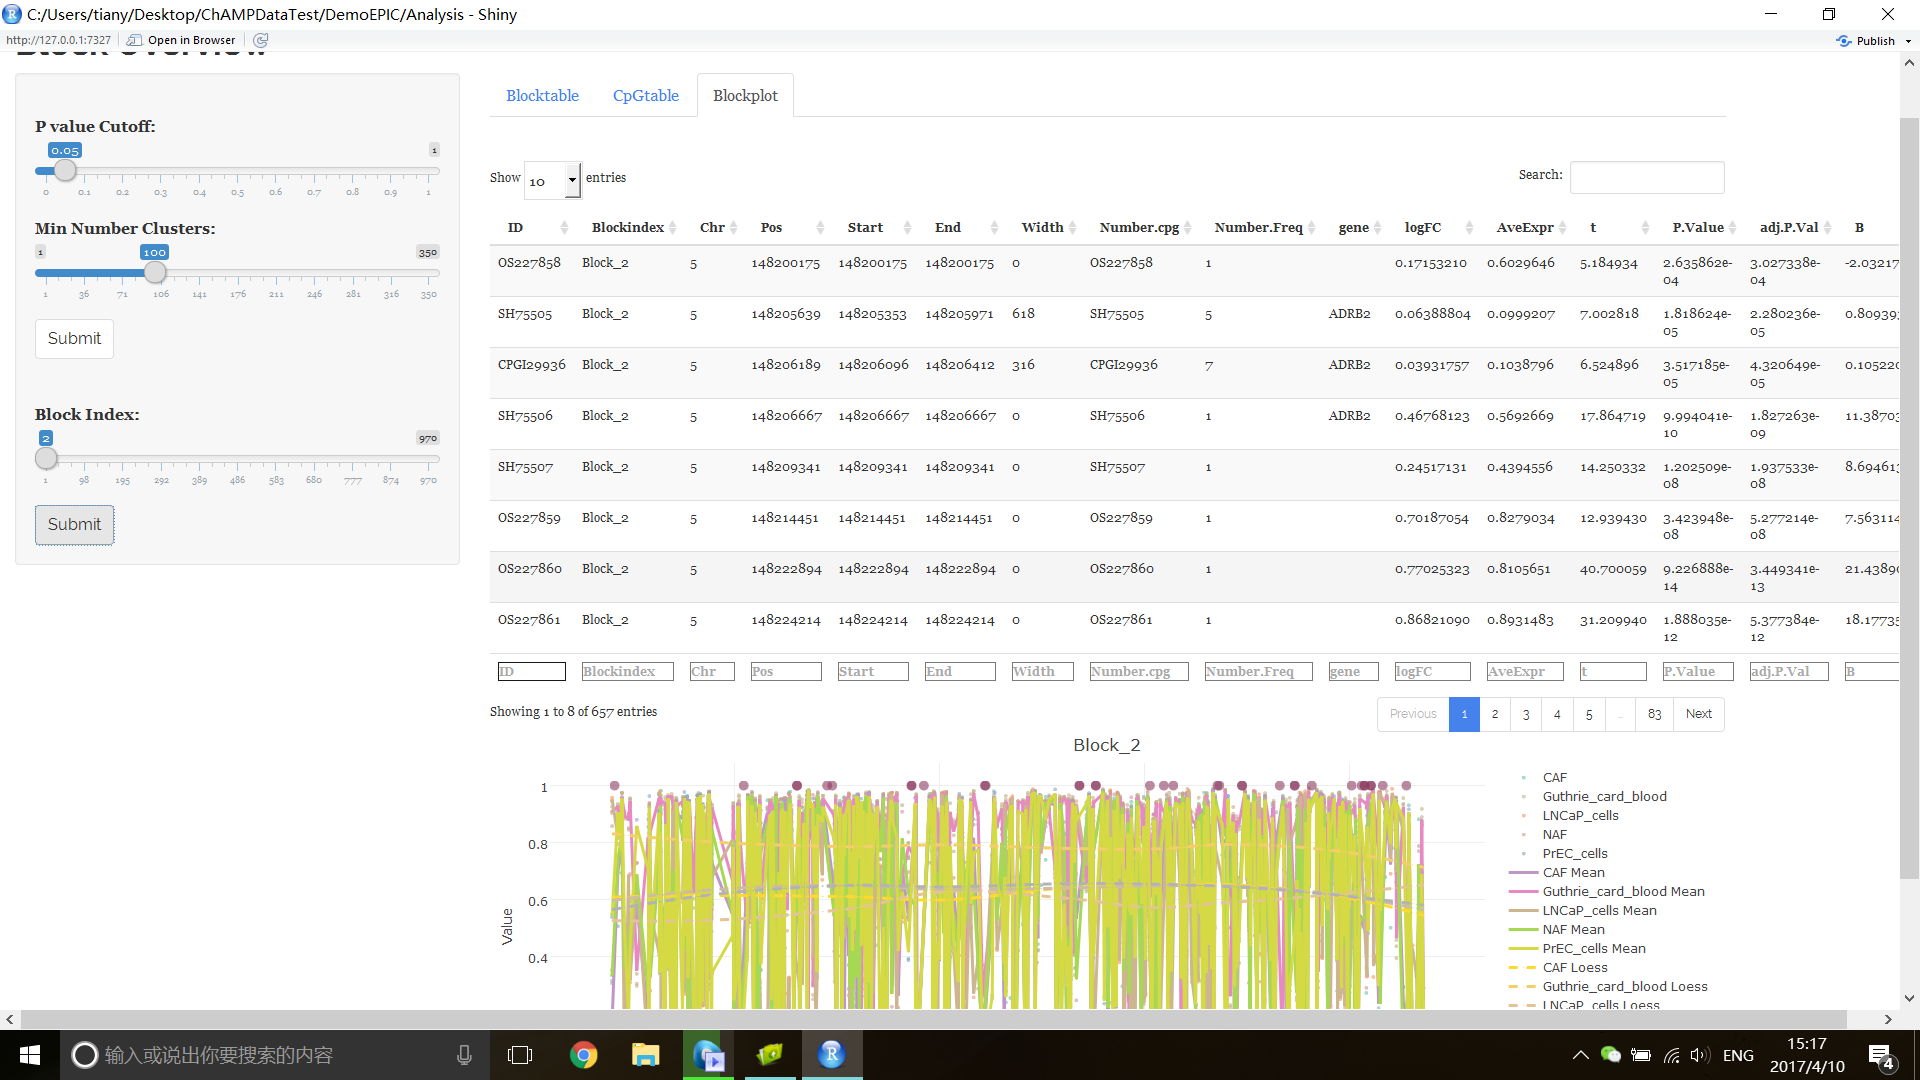 C:/Users/tiany/Desktop/ChAMPDataTest/DemoEPIC/Analysis - Shiny
http://127.0.0.1:7327 Open in Browser Publish
Blocktable CpGtable Blockplot
P value Cutoff:
0.05 1
0 0.1 0.2 0.3 0.4 0.5 0.6 0.7 0.8 0.9 1
Min Number Clusters:
1 100 350
1 36 71 106 141 176 211 246 281 316 350
Submit
Block Index:
2 970
1 98 195 292 389 486 583 680 777 874 970
Submit
Show 10 entries Search:
ID Blockindex Chr Pos Start End Width Number.cpg Number.Freq gene logFC AveExpr t P.Value adj.P.Val B
OS227858 Block_2 5 148200175 148200175 148200175 0 OS227858 1 0.17153210 0.6029646 5.184934 2.635862e-04 3.027338e-04 -2.03217
SH75505 Block_2 5 148205639 148205353 148205971 618 SH75505 5 ADRB2 0.06388804 0.0999207 7.002818 1.818624e-05 2.280236e-05 0.80939
CPGI29936 Block_2 5 148206189 148206096 148206412 316 CPGI29936 7 ADRB2 0.03931757 0.1038796 6.524896 3.517185e-05 4.320649e-05 0.10522
SH75506 Block_2 5 148206667 148206667 148206667 0 SH75506 1 ADRB2 0.46768123 0.5692669 17.864719 9.994041e-10 1.827263e-09 11.3870
SH75507 Block_2 5 148209341 148209341 148209341 0 SH75507 1 0.24517131 0.4394556 14.250332 1.202509e-08 1.937533e-08 8.69461
OS227859 Block_2 5 148214451 148214451 148214451 0 OS227859 1 0.70187054 0.8279034 12.939430 3.423948e-08 5.277214e-08 7.563114
OS227860 Block_2 5 148222894 148222894 148222894 0 OS227860 1 0.77025323 0.8105651 40.700059 9.226888e-14 3.449341e-13 21.4389
OS227861 Block_2 5 148224214 148224214 148224214 0 OS227861 1 0.86821090 0.8931483 31.209940 1.888035e-12 5.377384e-12 18.17735
ID Blockindex Chr Pos Start End Width Number.cpg Number.Freq gene logFC AveExpr t P.Value adj.P.Val B
Showing 1 to 8 of 657 entries Previous 1 2 3 4 5 … 83 Next
Block_2
Value
1
0.8
0.6
0.4
CAF
Guthrie_card_blood
LNCaP_cells
NAF
PrEC_cells
CAF Mean
Guthrie_card_blood Mean
LNCaP_cells Mean
NAF Mean
PrEC_cells Mean
CAF Loess
Guthrie_card_blood Loess
LNCaP_cells Loess
输入或说出你要搜索的内容
ENG
15:17
2017/4/10
4